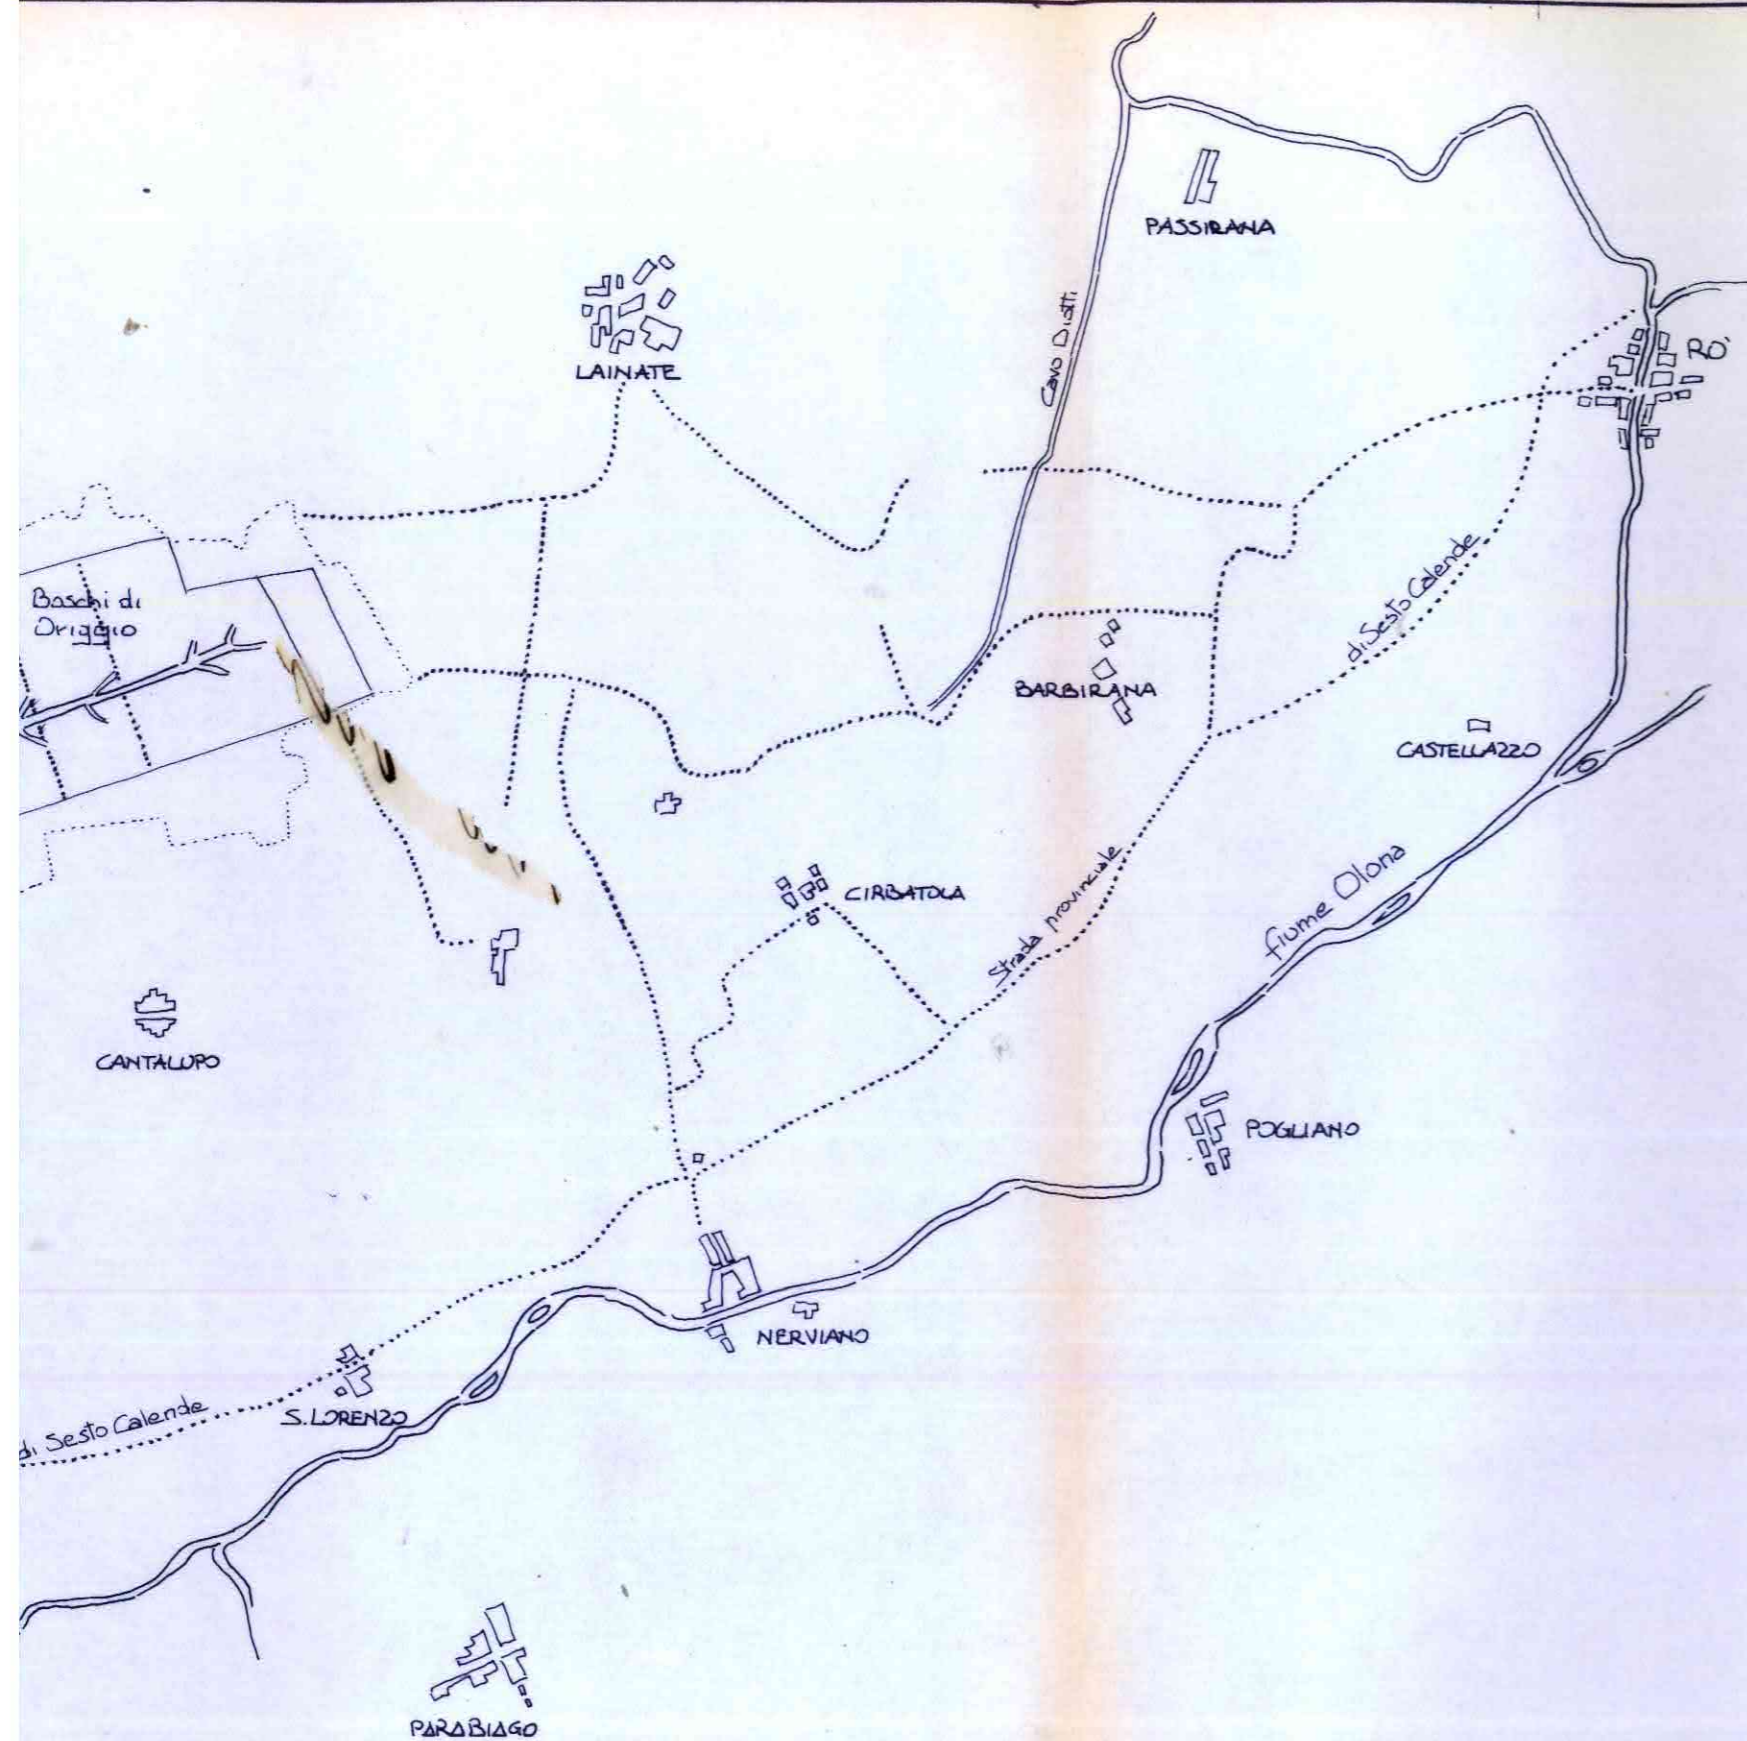 PASSIRANA
LAINATE
Cavo Diotti
RO'
Boschi di
Origgio
di Sesto Calende
BARBIRANA
CASTELLAZZO
CIRBATOLA
Strada provinciale
fiume Olona
CANTALUPO
POGLIANO
NERVIANO
S. LORENZO
di Sesto Calende
PARABIAGO